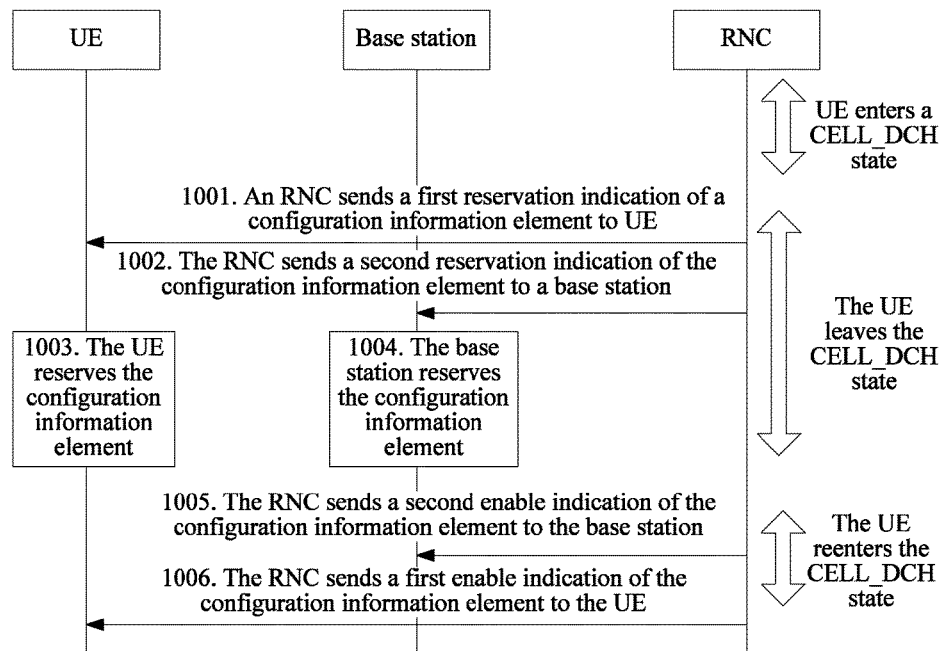 UE
Base station
RNC
UE enters a
CELL_DCH
state
1001. An RNC sends a first reservation indication of a
configuration information element to UE
1002. The RNC sends a second reservation indication of the
configuration information element to a base station
The UE
leaves the
CELL_DCH
state
1003. The UE
reserves the
configuration
information
element
1004. The base
station reserves
the configuration
information
element
1005. The RNC sends a second enable indication of the
configuration information element to the base station
The UE
reenters the
CELL_DCH
state
1006. The RNC sends a first enable indication of the
configuration information element to the UE